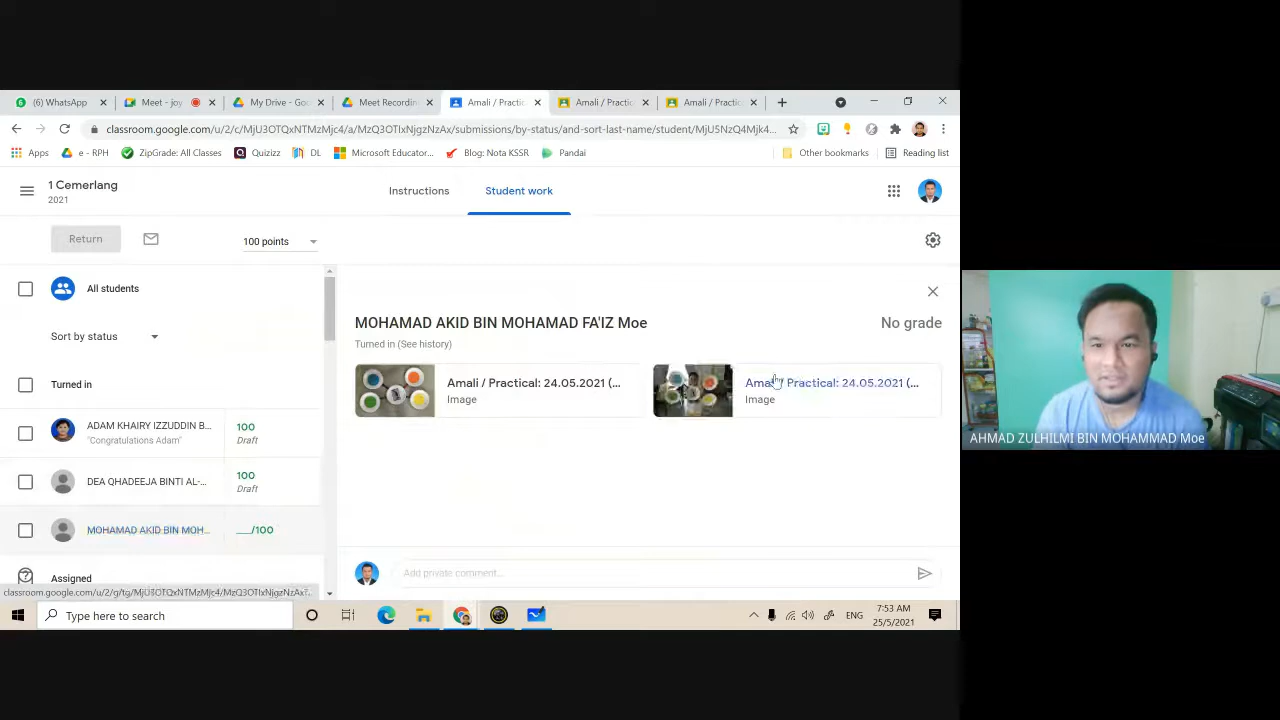 (6) WhatsApp
Meet - joy
My Drive - Goo
Meet Recordin
Amali / Practic
Amali / Practic
Amali / Practic
classroom.google.com/u/2/c/MjU3OTQxNTMzMjc4/a/MzQ3OTIxNjgzNzAx/submissions/by-status/and-sort-last-name/student/MjU5NzQ4Mjk4...
Apps
e - RPH
ZipGrade: All Classes
Quizizz
DL
Microsoft Educator...
Blog: Nota KSSR
Pandai
Other bookmarks
Reading list
1 Cemerlang
2021
Instructions
Student work
Return
100 points
All students
Sort by status
Turned in
ADAM KHAIRY IZZUDDIN B...
"Congratulations Adam"
100
Draft
DEA QHADEEJA BINTI AL-...
100
Draft
MOHAMAD AKID BIN MOH...
___/100
Assigned
MOHAMAD AKID BIN MOHAMAD FA'IZ Moe
No grade
Turned in (See history)
Amali / Practical: 24.05.2021 (...
Image
Amali / Practical: 24.05.2021 (...
Image
Add private comment...
AHMAD ZULHILMI BIN MOHAMMAD Moe
Type here to search
ENG
7:53 AM
25/5/2021